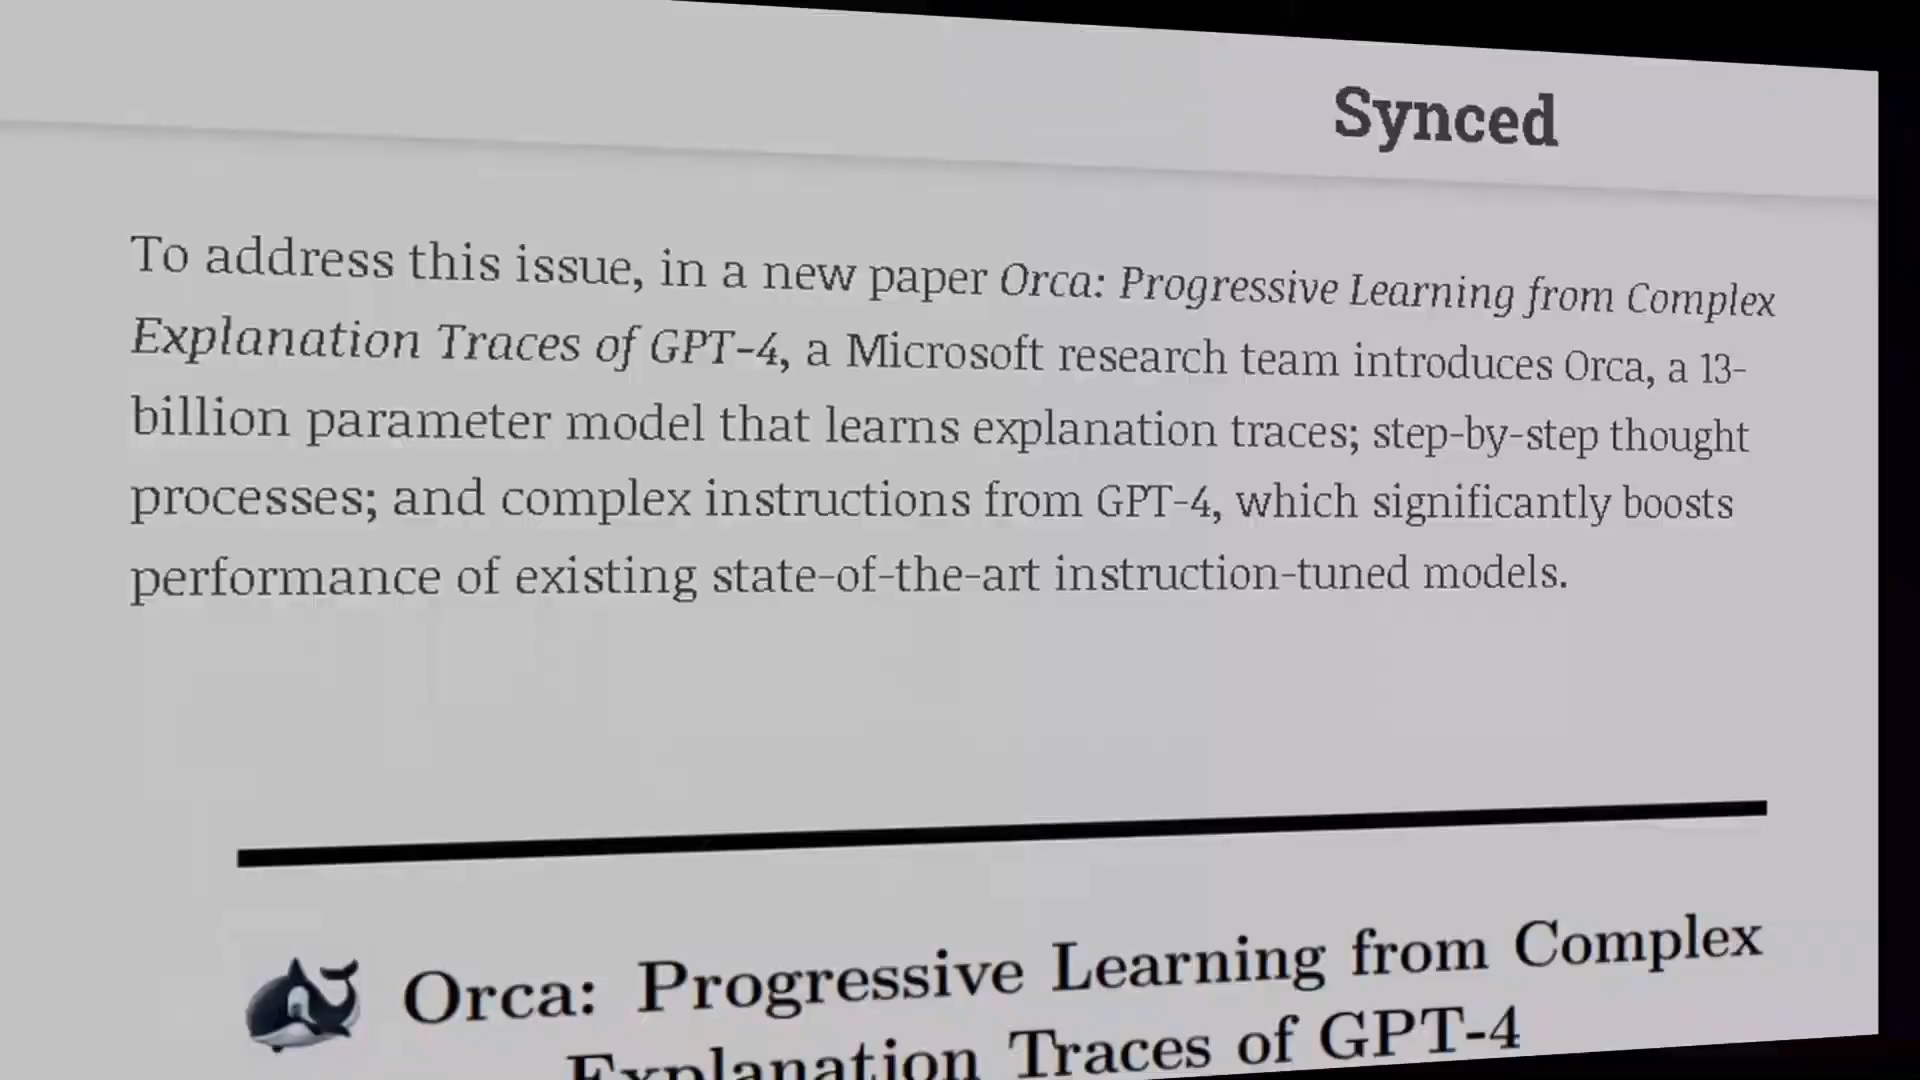 Synced
To address this issue, in a new paper Orca: Progressive Learning from Complex
Explanation Traces of GPT-4, a Microsoft research team introduces Orca, a 13-
billion parameter model that learns explanation traces; step-by-step thought
processes; and complex instructions from GPT-4, which significantly boosts
performance of existing state-of-the-art instruction-tuned models.
Orca: Progressive Learning from Complex
Explanation Traces of GPT-4